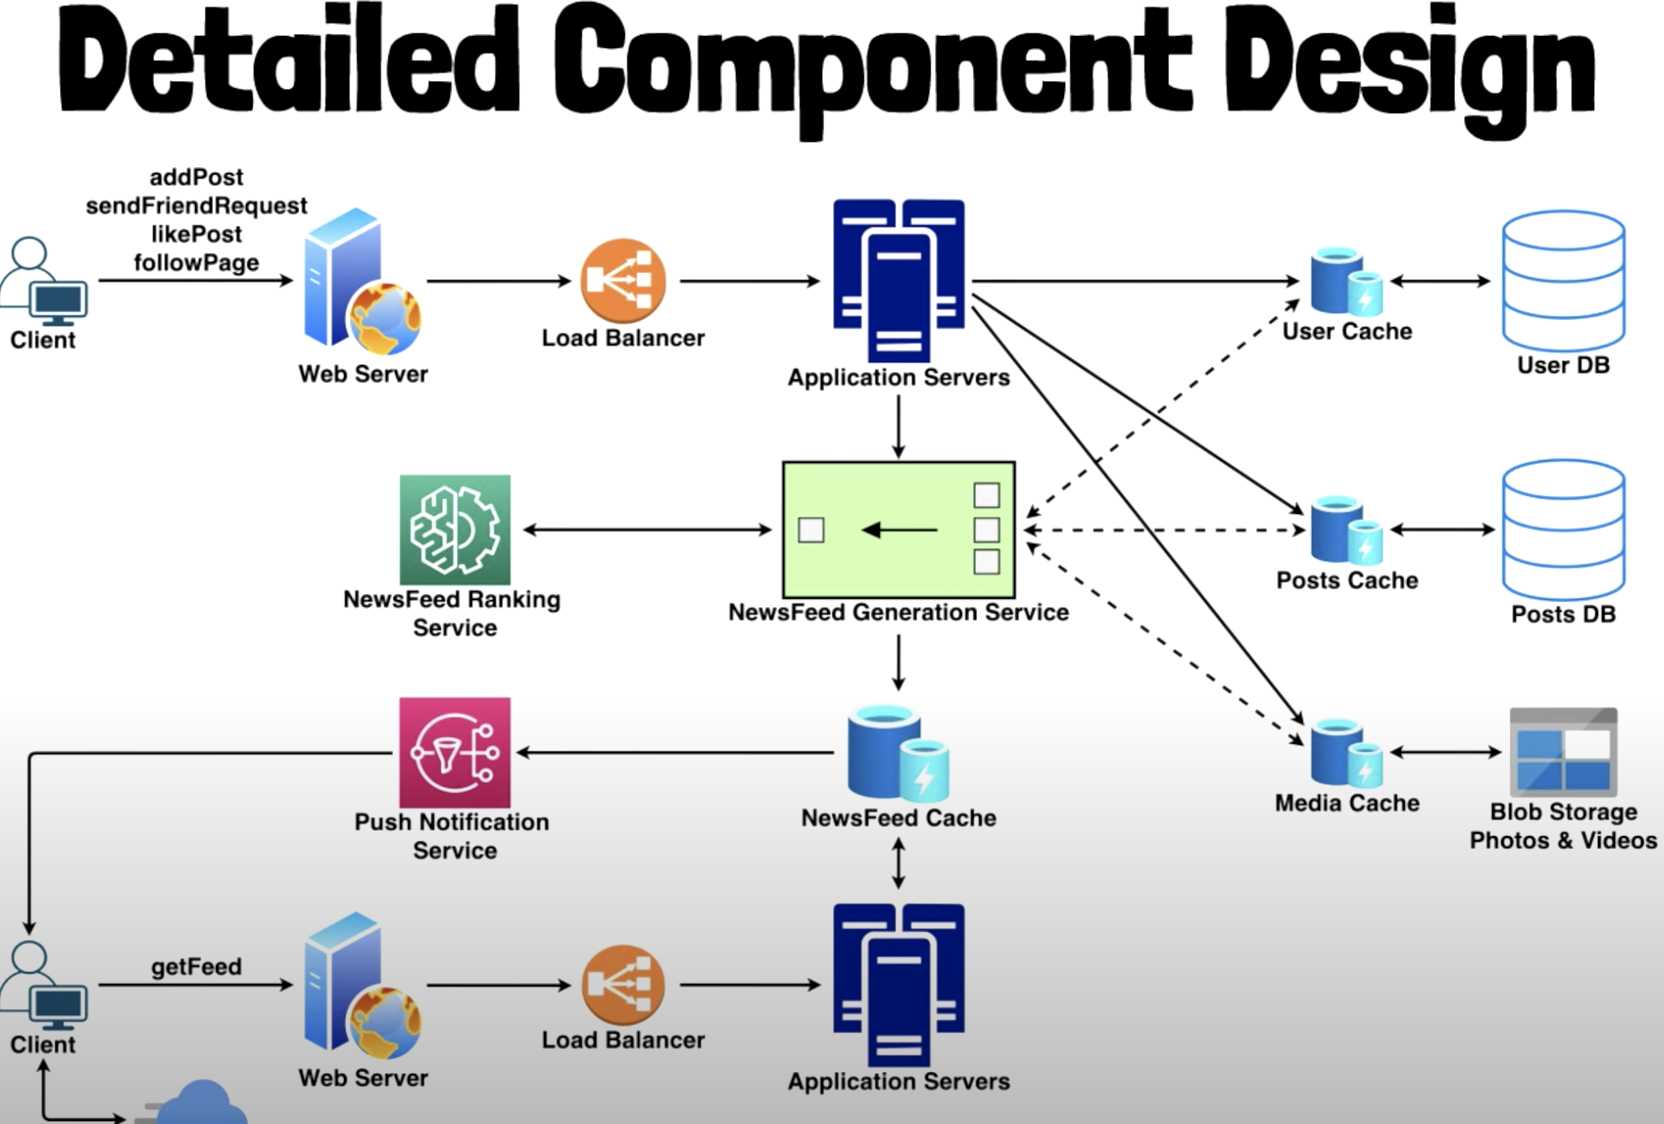 Detailed Component Design
addPost
sendFriendRequest
likePost
followPage
Client
Web Server
Load Balancer
Application Servers
User Cache
User DB
NewsFeed Ranking
Service
NewsFeed Generation Service
Posts Cache
Posts DB
Push Notification
Service
NewsFeed Cache
Media Cache
Blob Storage
Photos & Videos
getFeed
Client
Web Server
Load Balancer
Application Servers